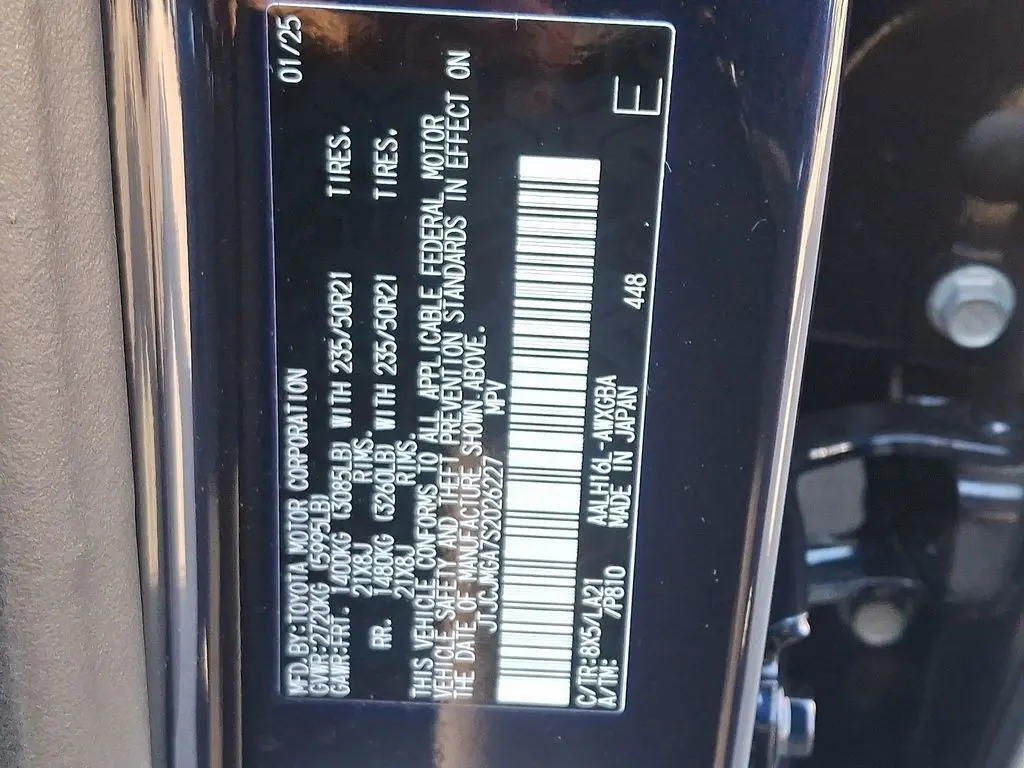 MFD.BY:TOYOTA MOTOR CORPORATION 01/25
GVWR:2720KG (5995LB)
GAWR:FRT. 1400KG (3085LB) WITH 235/50R21 TIRES.
21X8J RIMS.
RR. 1480KG (3260LB) WITH 235/50R21 TIRES.
21X8J RIMS.
THIS VEHICLE CONFORMS TO ALL APPLICABLE FEDERAL MOTOR
VEHICLE SAFETY AND THEFT PREVENTION STANDARDS IN EFFECT ON
THE DATE OF MANUFACTURE SHOWN ABOVE.
JTJCJMGA7S2026227 MPV
C/TR:8X5/LA21 AALH16L-AWXGBA 448
A/TM: /P810 MADE IN JAPAN E